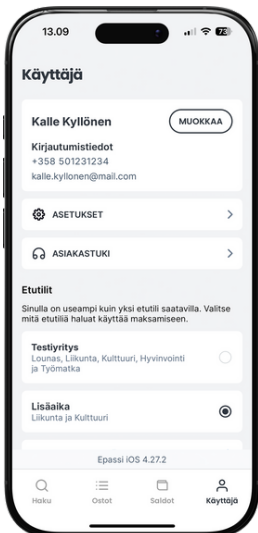 13.09
73
Käyttäjä
Kalle Kyllönen
MUOKKAA
Kirjautumistiedot
+358 501231234
kalle.kyllonen@mail.com
ASETUKSET
ASIAKASTUKI
Etutilit
Sinulla on useampi kuin yksi etutili saatavilla. Valitse
mitä etutiliä haluat käyttää maksamiseen.
Testiyritys
Lounas, Liikunta, Kulttuuri, Hyvinvointi
ja Työmatka
Lisäaika
Liikunta ja Kulttuuri
Epassi iOS 4.27.2
Haku
Ostot
Saldot
Käyttäjä